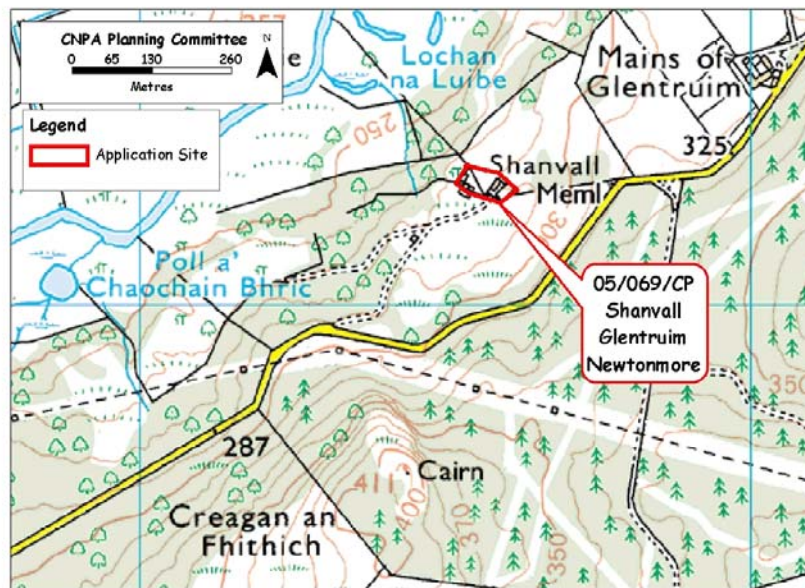 CNPA Planning Committee
N
0 65 130 260
Metres
Legend
Application Site
Lochan
na Luibe
Mains of
Glentruim
250
325
Shanvall
Meml
30
Poll a'
Chaochain Bhric
05/069/CP
Shanvall
Glentruim
Newtonmore
350
287
Cairn
411
400
310
350
Creagan an
Fhithich